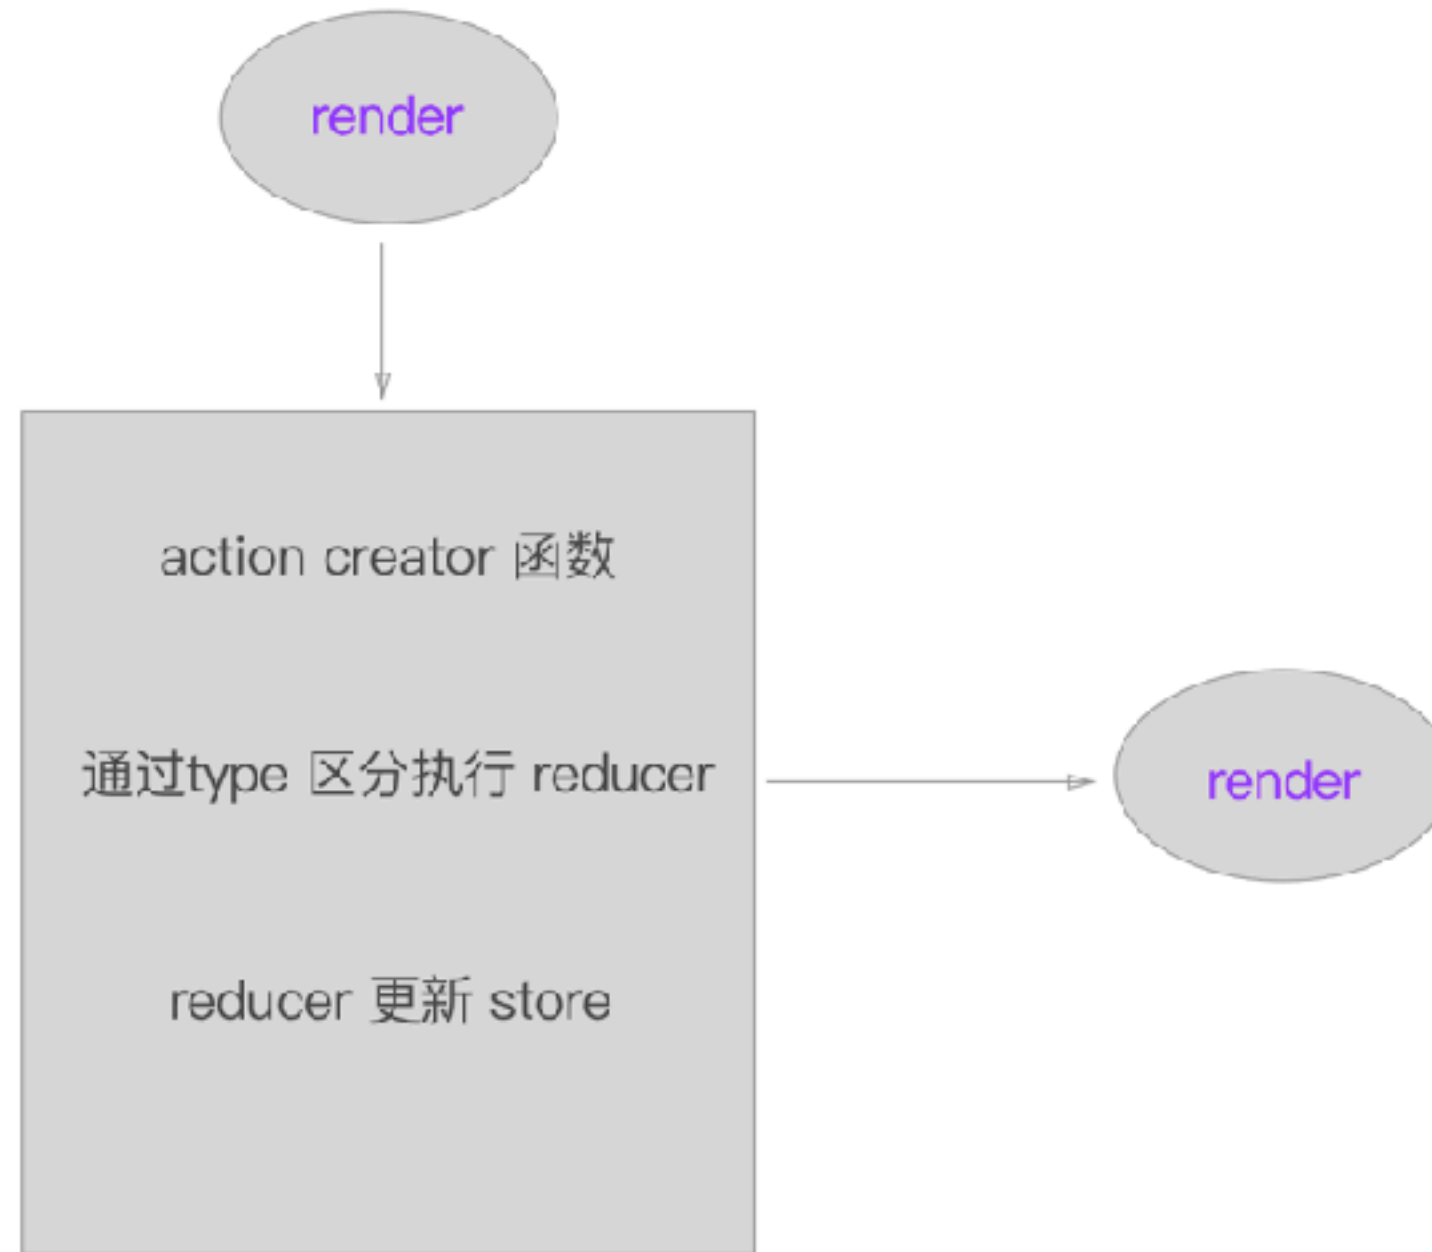 render
action creator 函数
通过type 区分执行 reducer
render
reducer 更新 store